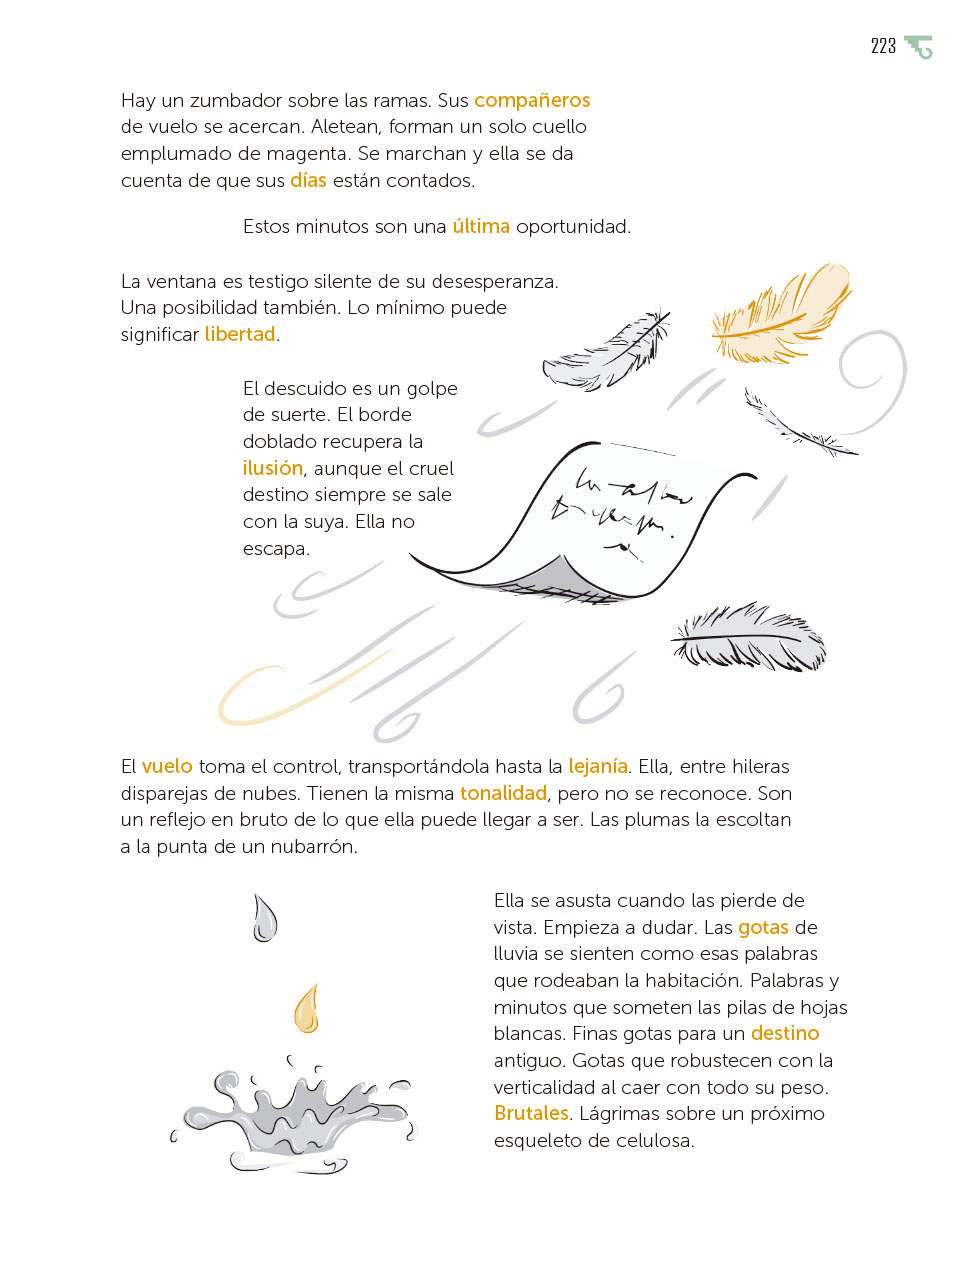 223
Hay un zumbador sobre las ramas. Sus compañeros
de vuelo se acercan. Aletean, forman un solo cuello
emplumado de magenta. Se marchan y ella se da
cuenta de que sus días están contados.
Estos minutos son una última oportunidad.
La ventana es testigo silente de su desesperanza.
Una posibilidad también. Lo mínimo puede
significar libertad.
El descuido es un golpe
de suerte. El borde
doblado recupera la
ilusión, aunque el cruel
destino siempre se sale
con la suya. Ella no
escapa.
El vuelo toma el control, transportándola hasta la lejanía. Ella, entre hileras
disparejas de nubes. Tienen la misma tonalidad, pero no se reconoce. Son
un reflejo en bruto de lo que ella puede llegar a ser. Las plumas la escoltan
a la punta de un nubarrón.
Ella se asusta cuando las pierde de
vista. Empieza a dudar. Las gotas de
lluvia se sienten como esas palabras
que rodeaban la habitación. Palabras y
minutos que someten las pilas de hojas
blancas. Finas gotas para un destino
antiguo. Gotas que robustecen con la
verticalidad al caer con todo su peso.
Brutales. Lágrimas sobre un próximo
esqueleto de celulosa.